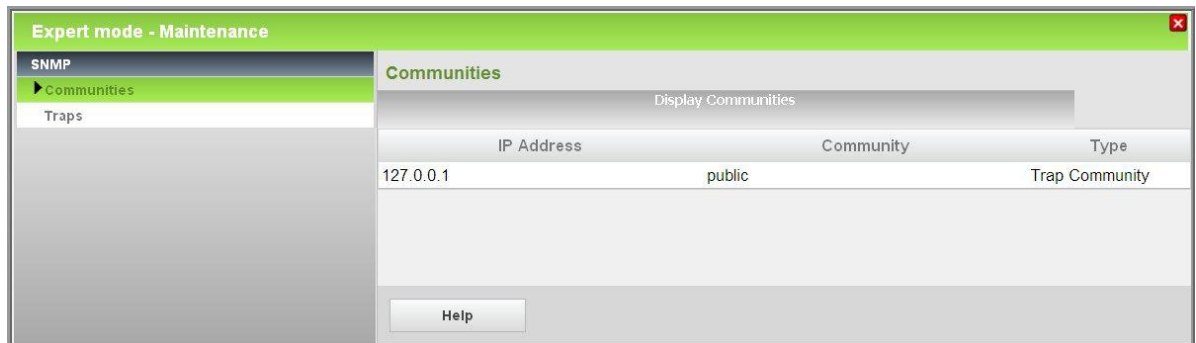 Expert mode - Maintenance
SNMP
Communities
Traps
Communities
Display Communities
IP Address Community Type
127.0.0.1 public Trap Community
Help